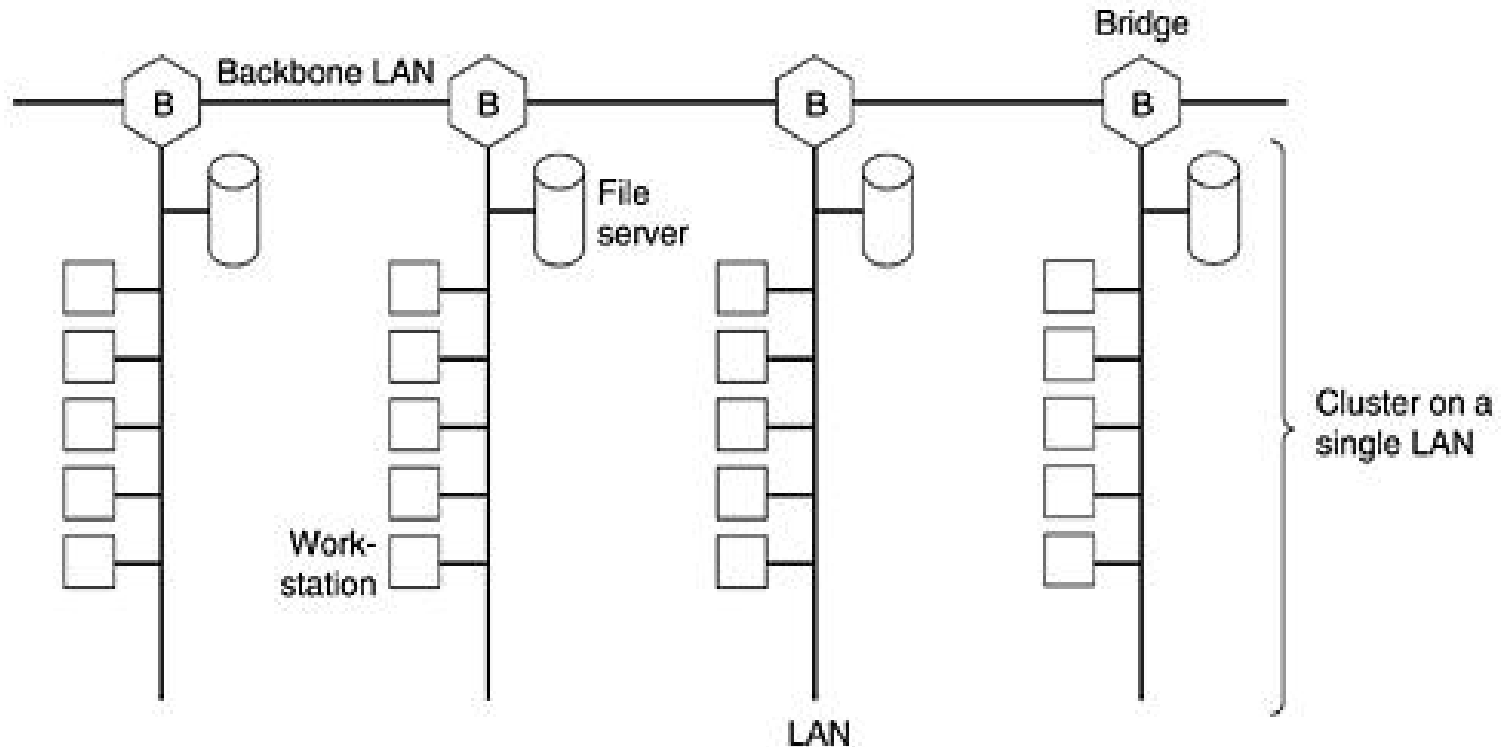 Bridge
Backbone LAN
B
B
B
B
File
server
Cluster on a
single LAN
Work-
station
LAN